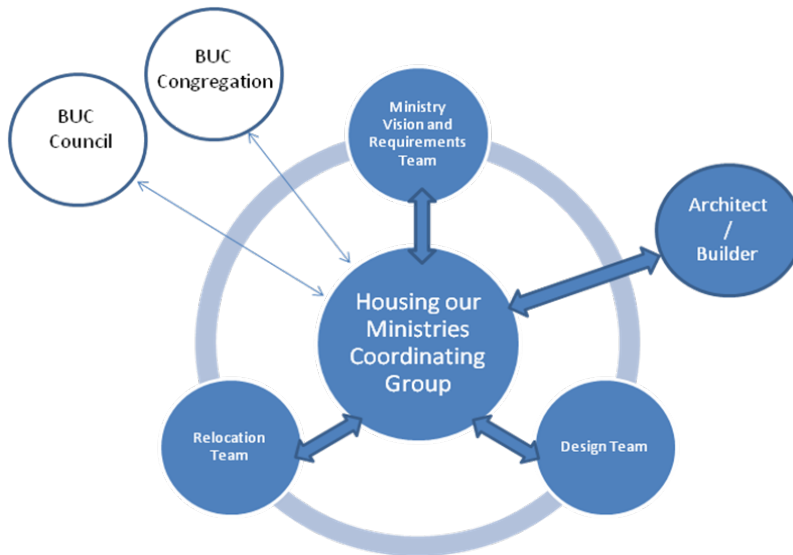 BUC
Congregation
BUC
Council
Ministry
Vision and
Requirements
Team
Architect
/
Builder
Housing our
Ministries
Coordinating
Group
Relocation
Team
Design Team